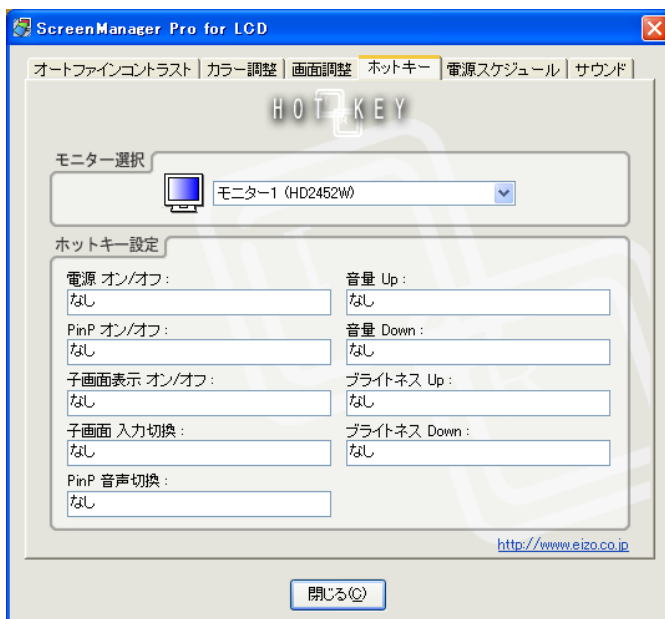 ScreenManager Pro for LCD
オートファインコントラスト カラー調整 画面調整 ホットキー 電源スケジュール サウンド
HOT KEY
モニター選択
モニター1 (HD2452W)
ホットキー設定
電源 オン/オフ : 音量 Up :
なし なし
PinP オン/オフ : 音量 Down :
なし なし
子画面表示 オン/オフ : ブライトネス Up :
なし なし
子画面 入力切換 : ブライトネス Down :
なし なし
PinP 音声切換 :
なし
http://www.eizo.co.jp
閉じる(C)